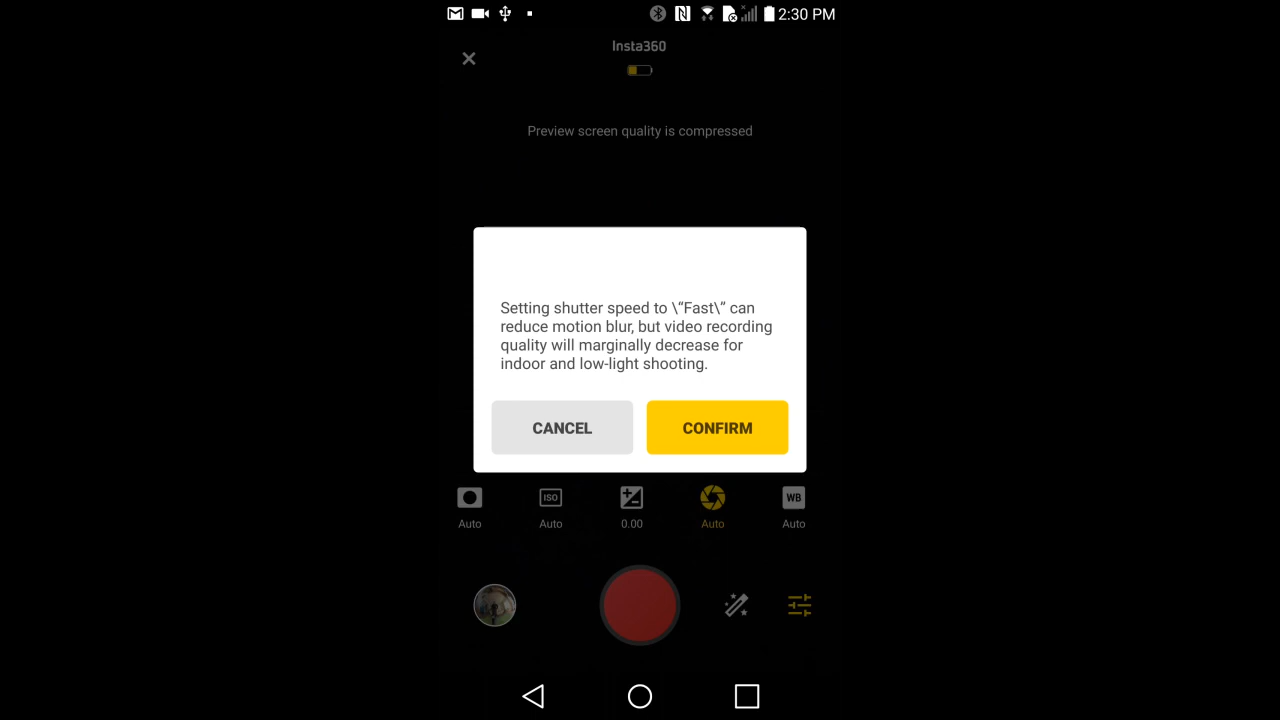 2:30 PM
Insta360
Preview screen quality is compressed
Setting shutter speed to \“Fast\” can
reduce motion blur, but video recording
quality will marginally decrease for
indoor and low-light shooting.
CANCEL
CONFIRM
ISO
WB
Auto
Auto
0.00
Auto
Auto